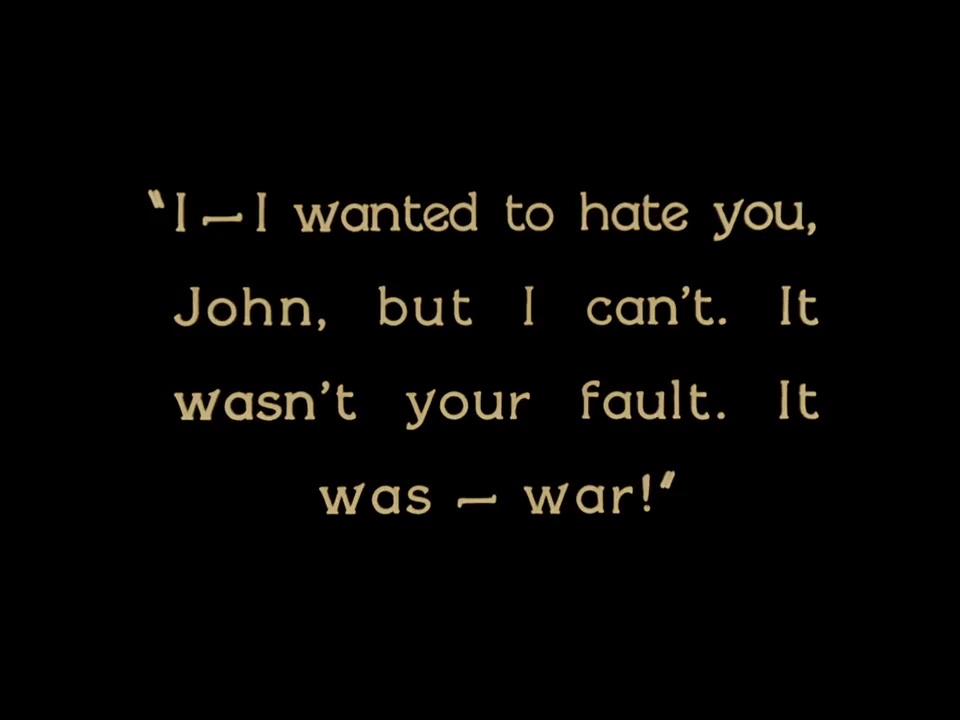 "I—I wanted to hate you,
John, but I can't. It
wasn't your fault. It
was — war!"